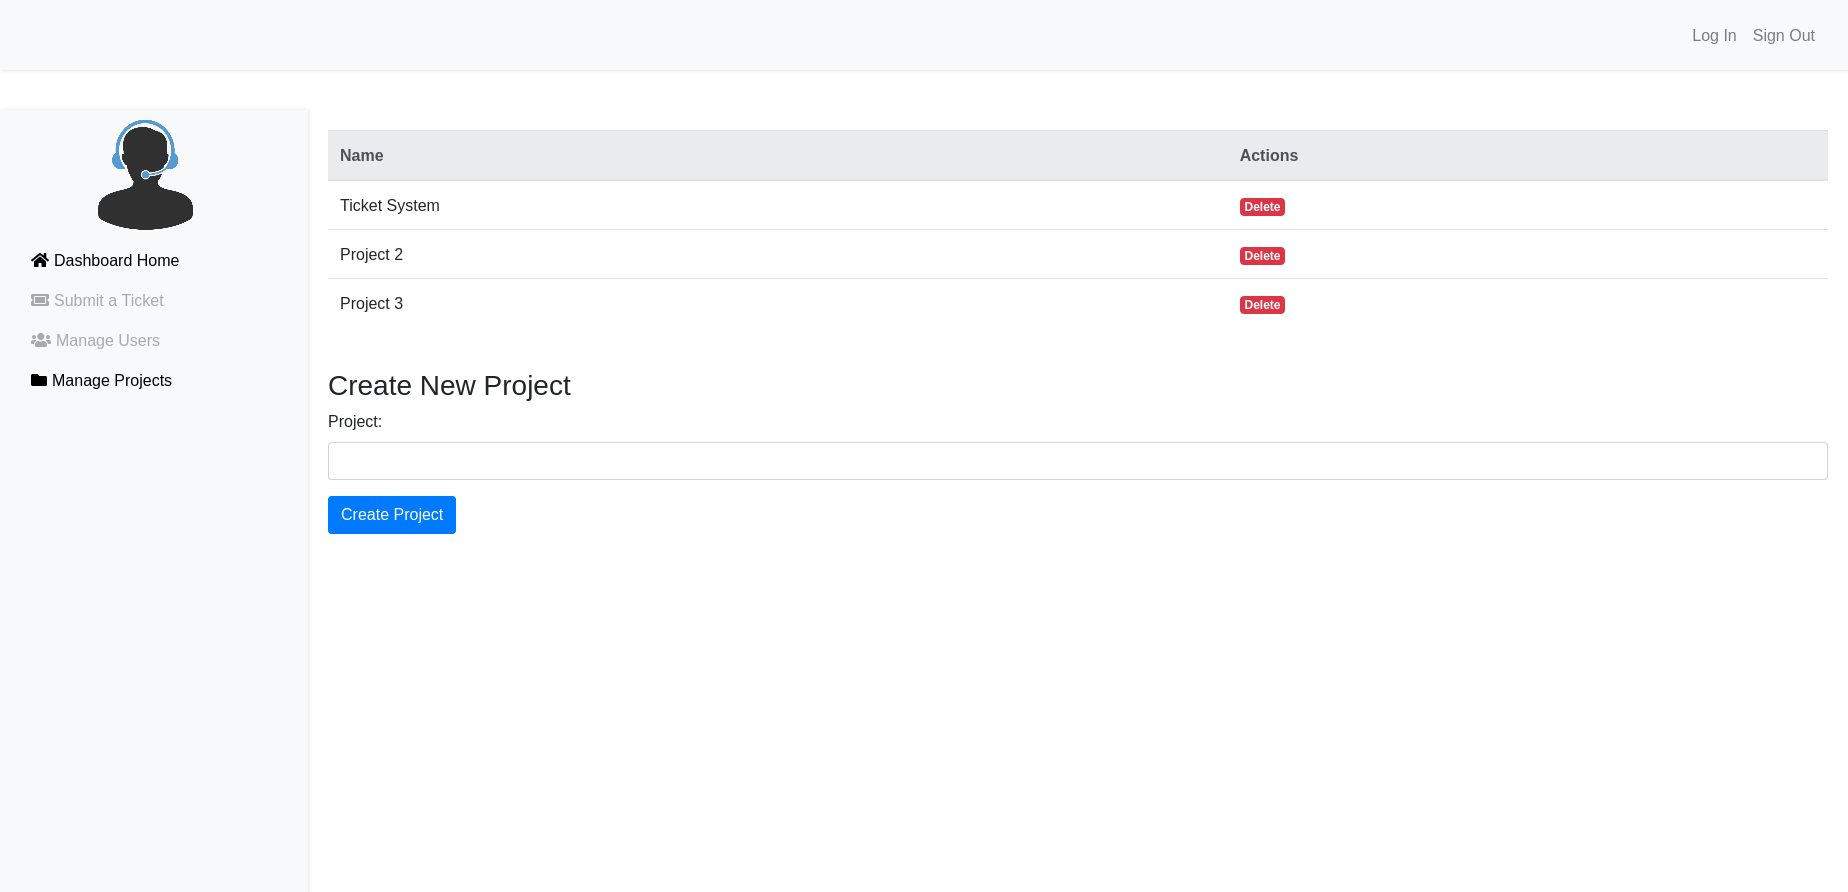 Log In Sign Out
Dashboard Home
Submit a Ticket
Manage Users
Manage Projects
Name Actions
Ticket System Delete
Project 2 Delete
Project 3 Delete
Create New Project
Project:
Create Project